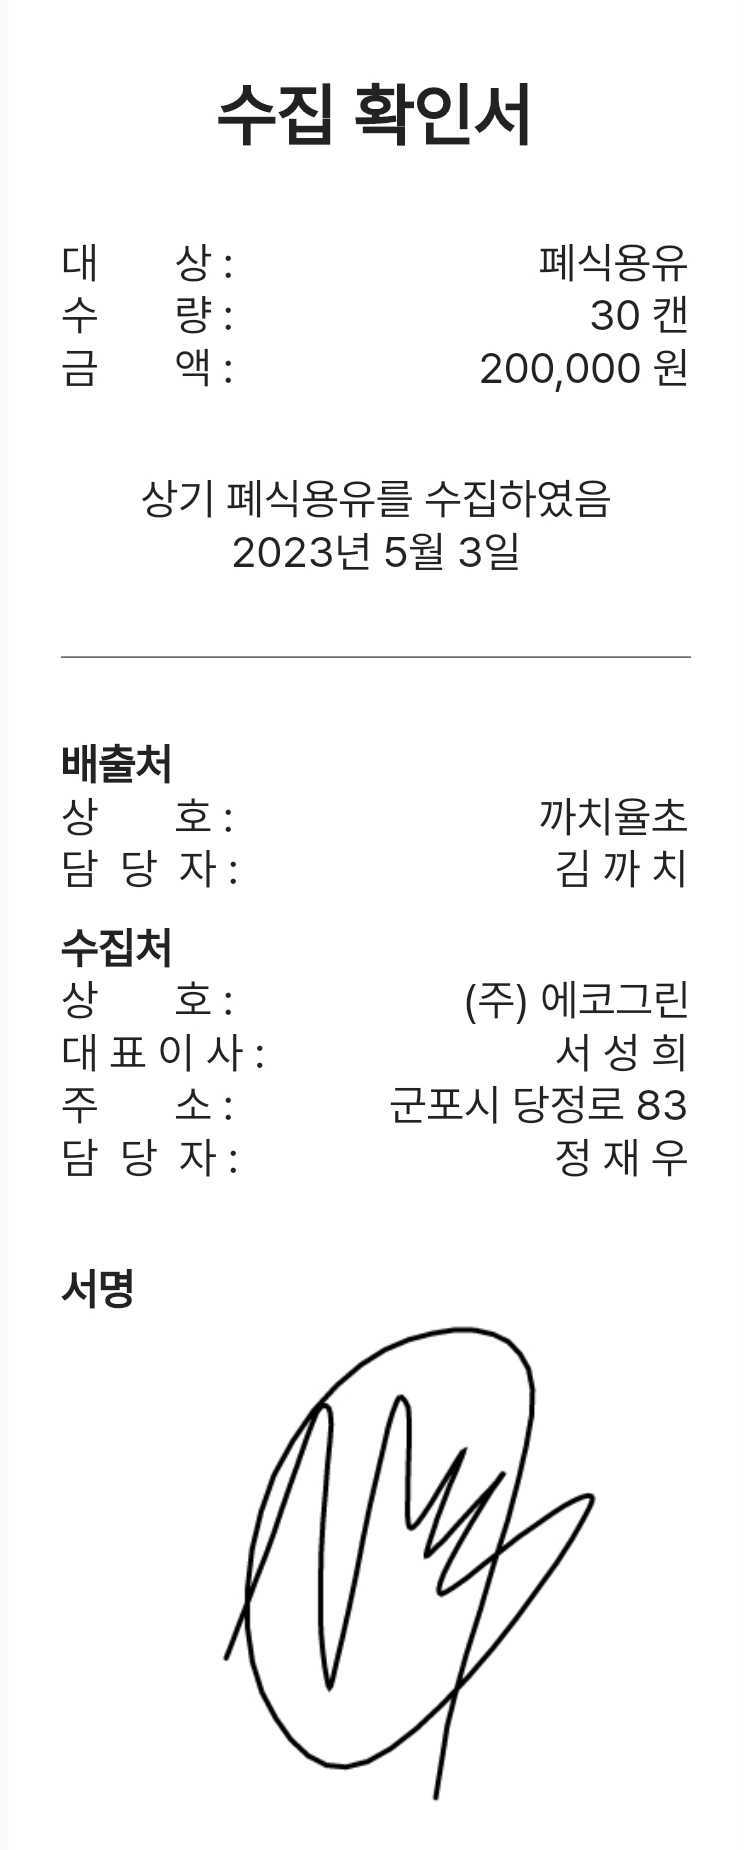 수집 확인서
대 상 : 폐식용유
수 량 : 30 캔
금 액 : 200,000 원
상기 폐식용유를 수집하였음
2023년 5월 3일
배출처
상 호 : 까치율초
담 당 자 : 김 까 치
수집처
상 호 : (주) 에코그린
대 표 이 사 : 서 성 희
주 소 : 군포시 당정로 83
담 당 자 : 정 재 우
서명